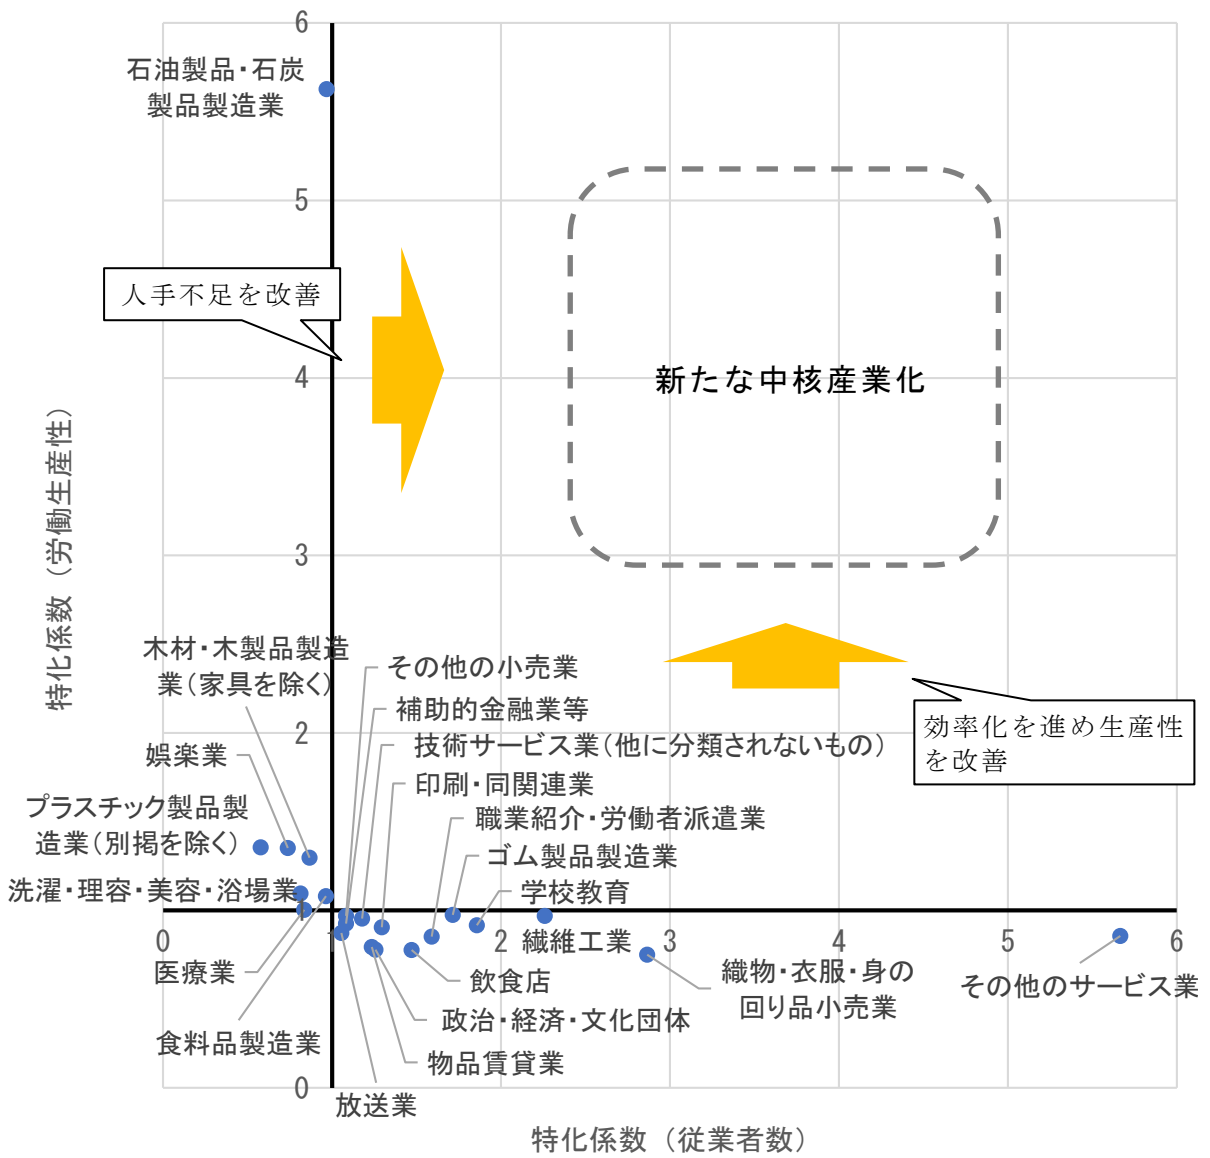 6
石油製品・石炭
製品製造業
5
人手不足を改善
4
新たな中核産業化
特化係数（労働生産性）
3
木材・木製品製造
業（家具を除く）
その他の小売業
補助的金融業等
2
効率化を進め生産性
を改善
技術サービス業（他に分類されないもの）
娯楽業
印刷・同関連業
プラスチック製品製
造業（別掲を除く）
職業紹介・労働者派遣業
ゴム製品製造業
洗濯・理容・美容・浴場業
学校教育
1
0
繊維工業
2
3
4
5
6
医療業
飲食店
織物・衣服・身の
回り品小売業
その他のサービス業
政治・経済・文化団体
食料品製造業
物品賃貸業
0
放送業
特化係数（従業者数）